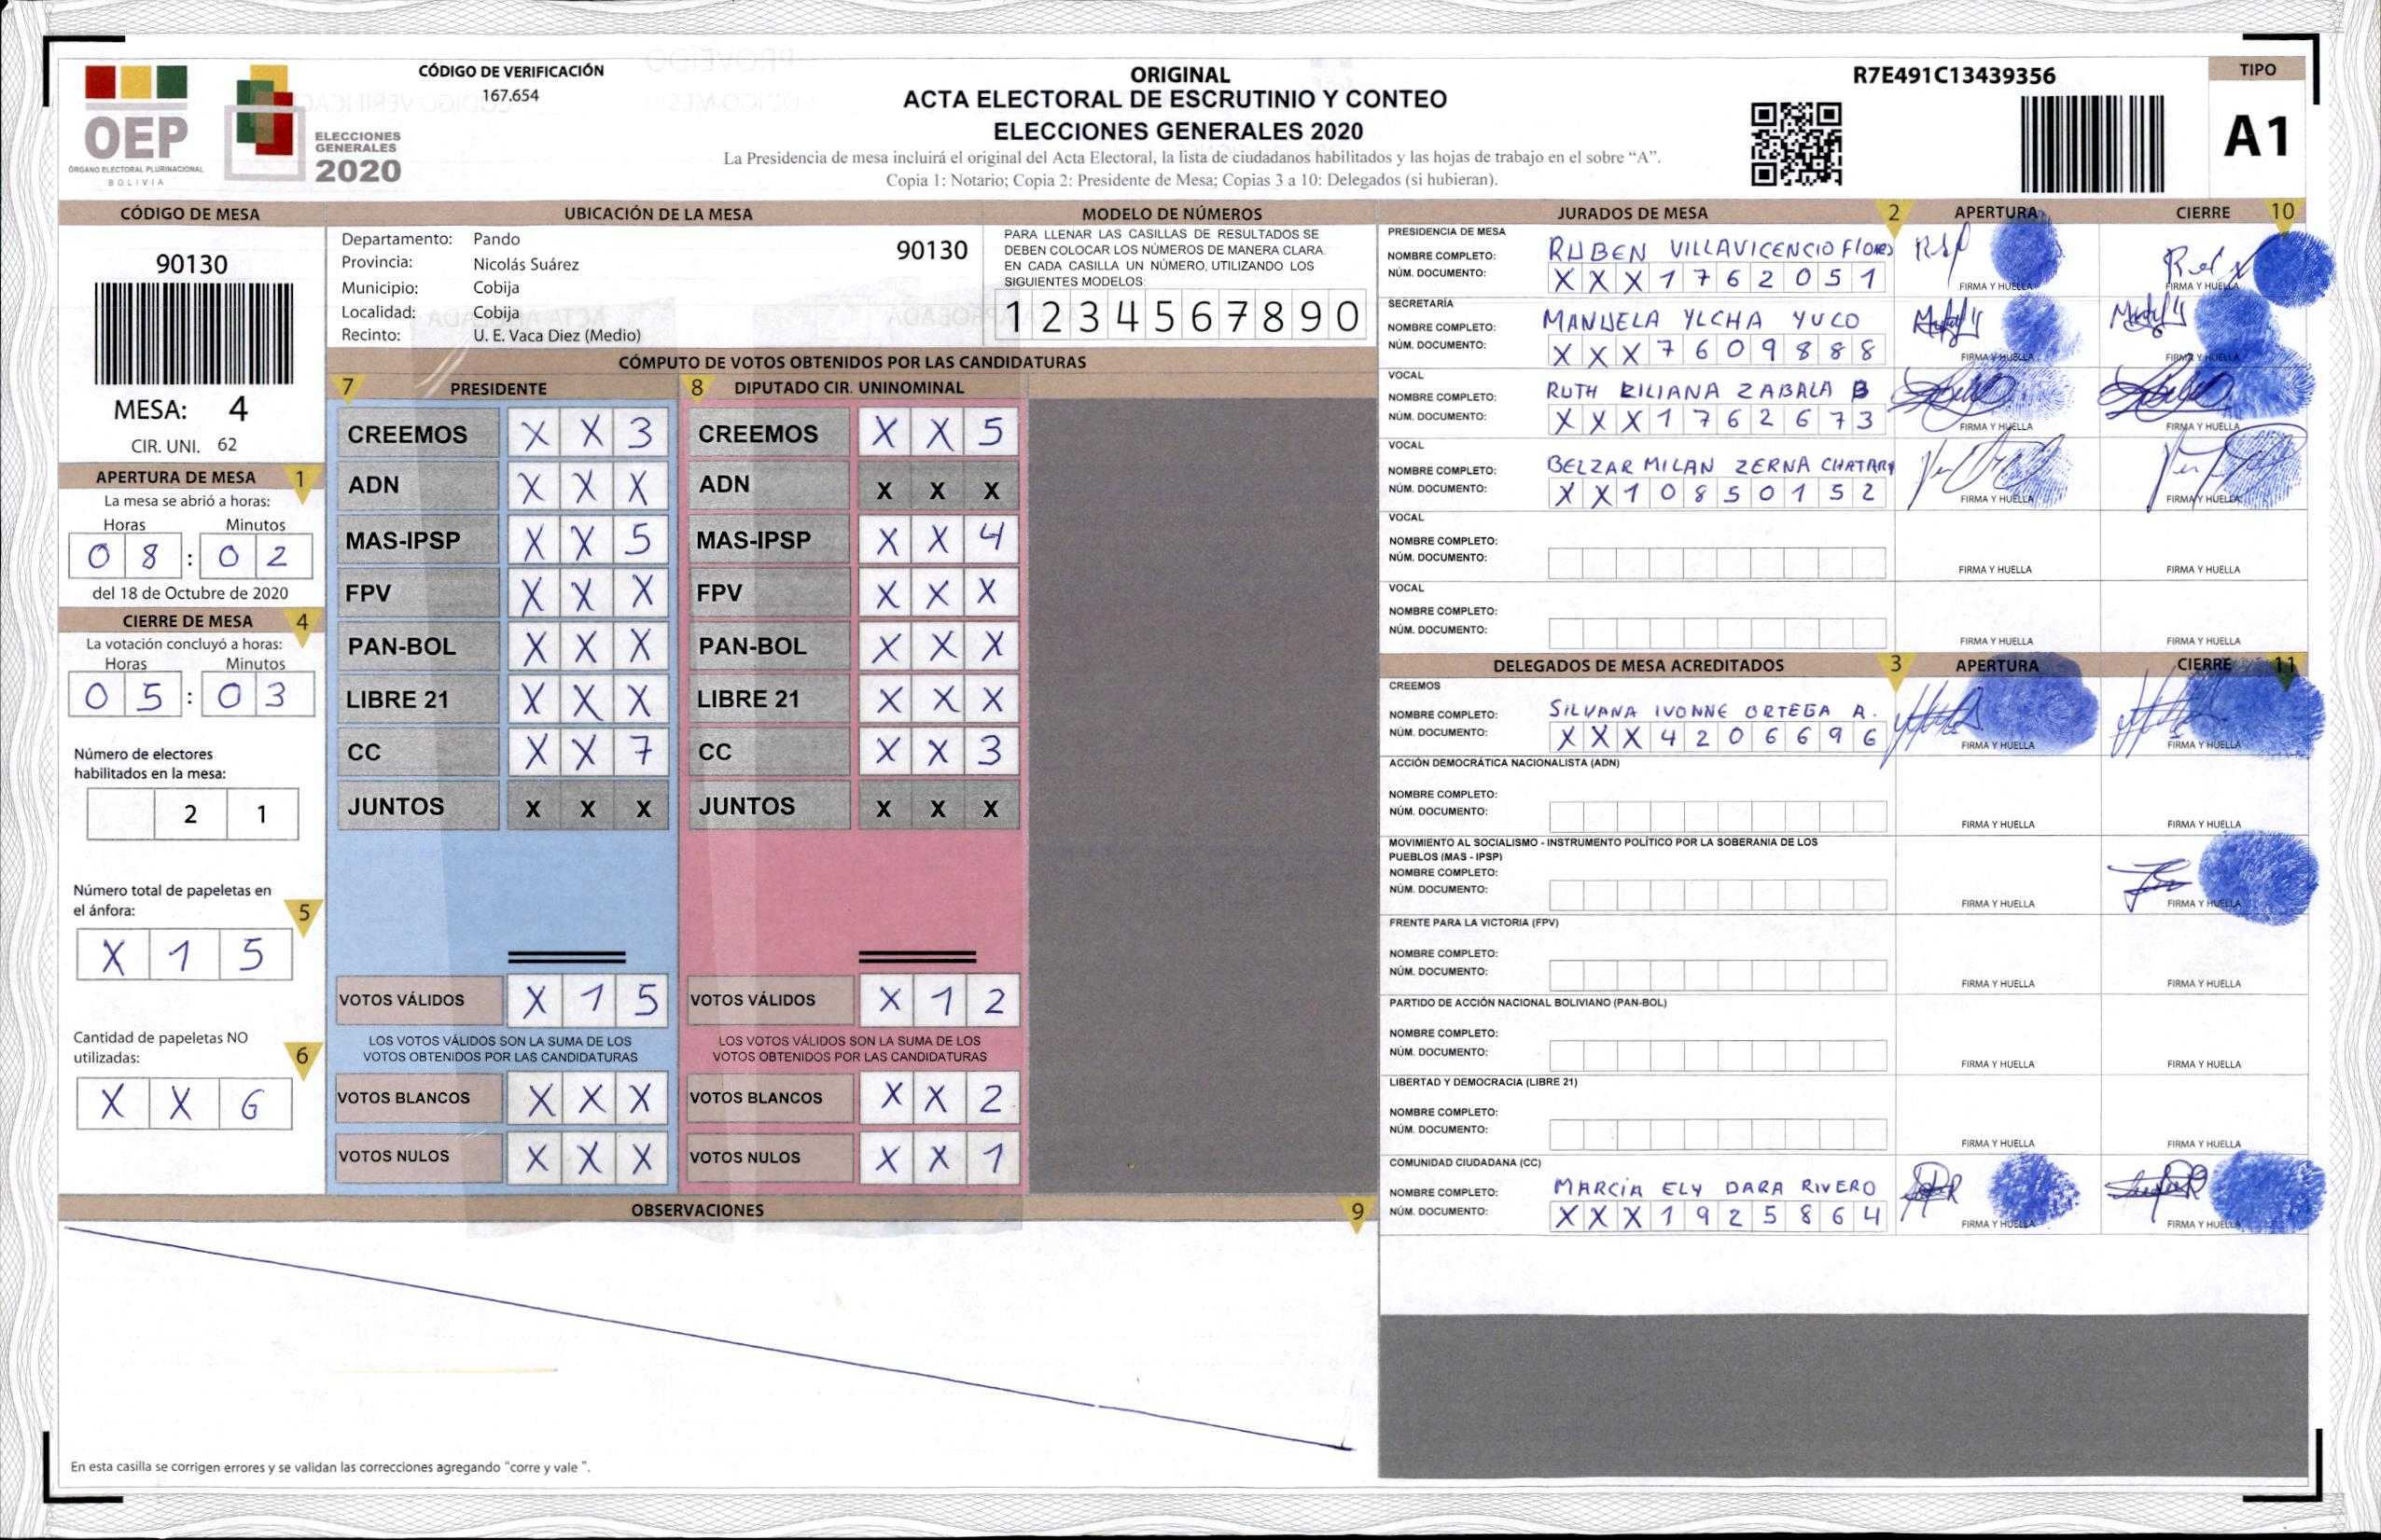 CÓDIGO DE VERIFICACIÓN
167.654
OEP
ÓRGANO ELECTORAL PLURINACIONAL
BOLIVIA
ELECCIONES
GENERALES
2020
ORIGINAL
ACTA ELECTORAL DE ESCRUTINIO Y CONTEO
ELECCIONES GENERALES 2020
La Presidencia de mesa incluirá el original del Acta Electoral, la lista de ciudadanos habilitados y las hojas de trabajo en el sobre “A”.
Copia 1: Notario; Copia 2: Presidente de Mesa; Copias 3 a 10: Delegados (si hubieran).
R7E491C13439356
TIPO
A1
CÓDIGO DE MESA
90130
MESA: 4
CIR. UNI. 62
APERTURA DE MESA 1
La mesa se abrió a horas:
Horas Minutos
0 8 : 0 2
del 18 de Octubre de 2020
CIERRE DE MESA 4
La votación concluyó a horas:
Horas Minutos
0 5 : 0 3
Número de electores
habilitados en la mesa:
2 1
Número total de papeletas en
el ánfora: 5
X 1 5
Cantidad de papeletas NO
utilizadas: 6
X X 6
UBICACIÓN DE LA MESA
Departamento: Pando 90130
Provincia: Nicolás Suárez
Municipio: Cobija
Localidad: Cobija
Recinto: U. E. Vaca Diez (Medio)
MODELO DE NÚMEROS
PARA LLENAR LAS CASILLAS DE RESULTADOS SE
DEBEN COLOCAR LOS NÚMEROS DE MANERA CLARA.
EN CADA CASILLA UN NÚMERO, UTILIZANDO LOS
SIGUIENTES MODELOS:
1 2 3 4 5 6 7 8 9 0
CÓMPUTO DE VOTOS OBTENIDOS POR LAS CANDIDATURAS
7 PRESIDENTE 8 DIPUTADO CIR. UNINOMINAL
CREEMOS X X 3 CREEMOS X X 5
ADN X X X ADN X X X
MAS-IPSP X X 5 MAS-IPSP X X 4
FPV X X X FPV X X X
PAN-BOL X X X PAN-BOL X X X
LIBRE 21 X X X LIBRE 21 X X X
CC X X 7 CC X X 3
JUNTOS X X X JUNTOS X X X
VOTOS VÁLIDOS X 1 5 VOTOS VÁLIDOS X 1 2
LOS VOTOS VÁLIDOS SON LA SUMA DE LOS LOS VOTOS VÁLIDOS SON LA SUMA DE LOS
VOTOS OBTENIDOS POR LAS CANDIDATURAS VOTOS OBTENIDOS POR LAS CANDIDATURAS
VOTOS BLANCOS X X X VOTOS BLANCOS X X 2
VOTOS NULOS X X X VOTOS NULOS X X 1
OBSERVACIONES 9
En esta casilla se corrigen errores y se validan las correcciones agregando “corre y vale ”.
JURADOS DE MESA 2 APERTURA CIERRE 10
PRESIDENCIA DE MESA
NOMBRE COMPLETO: RUBEN VILLAVICENCIO FlORES
NÚM. DOCUMENTO: X X X 1 7 6 2 0 5 1
FIRMA Y HUELLA FIRMA Y HUELLA
SECRETARÍA
NOMBRE COMPLETO: MANUELA YLCHA YUCO
NÚM. DOCUMENTO: X X X 7 6 0 9 8 8 8
FIRMA Y HUELLA FIRMA Y HUELLA
VOCAL
NOMBRE COMPLETO: RUTH LILIANA ZABALA B
NÚM. DOCUMENTO: X X X 1 7 6 2 6 7 3
FIRMA Y HUELLA FIRMA Y HUELLA
VOCAL
NOMBRE COMPLETO: BELZAR MILAN ZERNA
NÚM. DOCUMENTO: X X 1 0 8 5 0 1 5 2
FIRMA Y HUELLA FIRMA Y HUELLA
VOCAL
NOMBRE COMPLETO:
NÚM. DOCUMENTO:
FIRMA Y HUELLA FIRMA Y HUELLA
VOCAL
NOMBRE COMPLETO:
NÚM. DOCUMENTO:
FIRMA Y HUELLA FIRMA Y HUELLA
DELEGADOS DE MESA ACREDITADOS 3 APERTURA CIERRE 11
CREEMOS
NOMBRE COMPLETO: SILVANA IVONNE ORTEGA A.
NÚM. DOCUMENTO: X X X 4 2 0 6 6 9 6
FIRMA Y HUELLA FIRMA Y HUELLA
ACCIÓN DEMOCRÁTICA NACIONALISTA (ADN)
NOMBRE COMPLETO:
NÚM. DOCUMENTO:
FIRMA Y HUELLA FIRMA Y HUELLA
MOVIMIENTO AL SOCIALISMO - INSTRUMENTO POLÍTICO POR LA SOBERANIA DE LOS
PUEBLOS (MAS - IPSP)
NOMBRE COMPLETO:
NÚM. DOCUMENTO:
FIRMA Y HUELLA FIRMA Y HUELLA
FRENTE PARA LA VICTORIA (FPV)
NOMBRE COMPLETO:
NÚM. DOCUMENTO:
FIRMA Y HUELLA FIRMA Y HUELLA
PARTIDO DE ACCIÓN NACIONAL BOLIVIANO (PAN-BOL)
NOMBRE COMPLETO:
NÚM. DOCUMENTO:
FIRMA Y HUELLA FIRMA Y HUELLA
LIBERTAD Y DEMOCRACIA (LIBRE 21)
NOMBRE COMPLETO:
NÚM. DOCUMENTO:
FIRMA Y HUELLA FIRMA Y HUELLA
COMUNIDAD CIUDADANA (CC)
NOMBRE COMPLETO: MARCIA ELY DARA RIVERO
NÚM. DOCUMENTO: X X X 1 9 2 5 8 6 4
FIRMA Y HUELLA FIRMA Y HUELLA